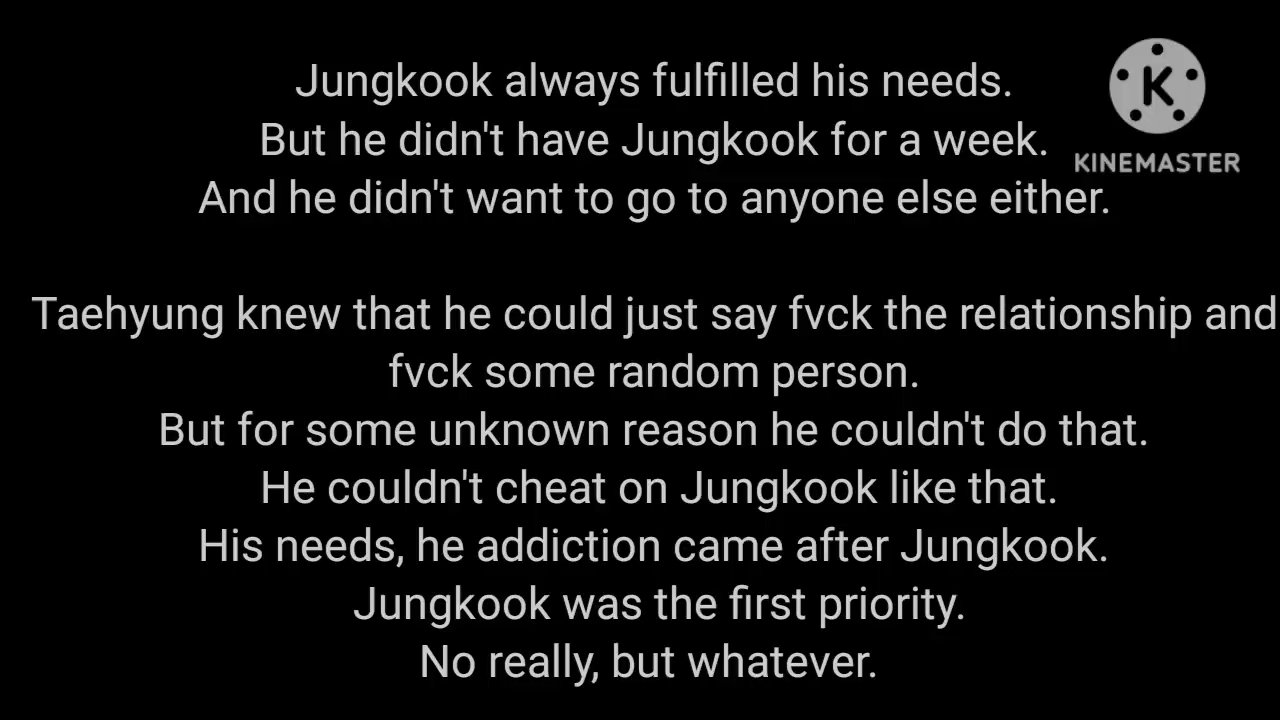 Jungkook always fulfilled his needs.
But he didn't have Jungkook for a week.
And he didn't want to go to anyone else either.
K
KINEMASTER
Taehyung knew that he could just say fvck the relationship and
fvck some random person.
But for some unknown reason he couldn't do that.
He couldn't cheat on Jungkook like that.
His needs, he addiction came after Jungkook.
Jungkook was the first priority.
No really, but whatever.